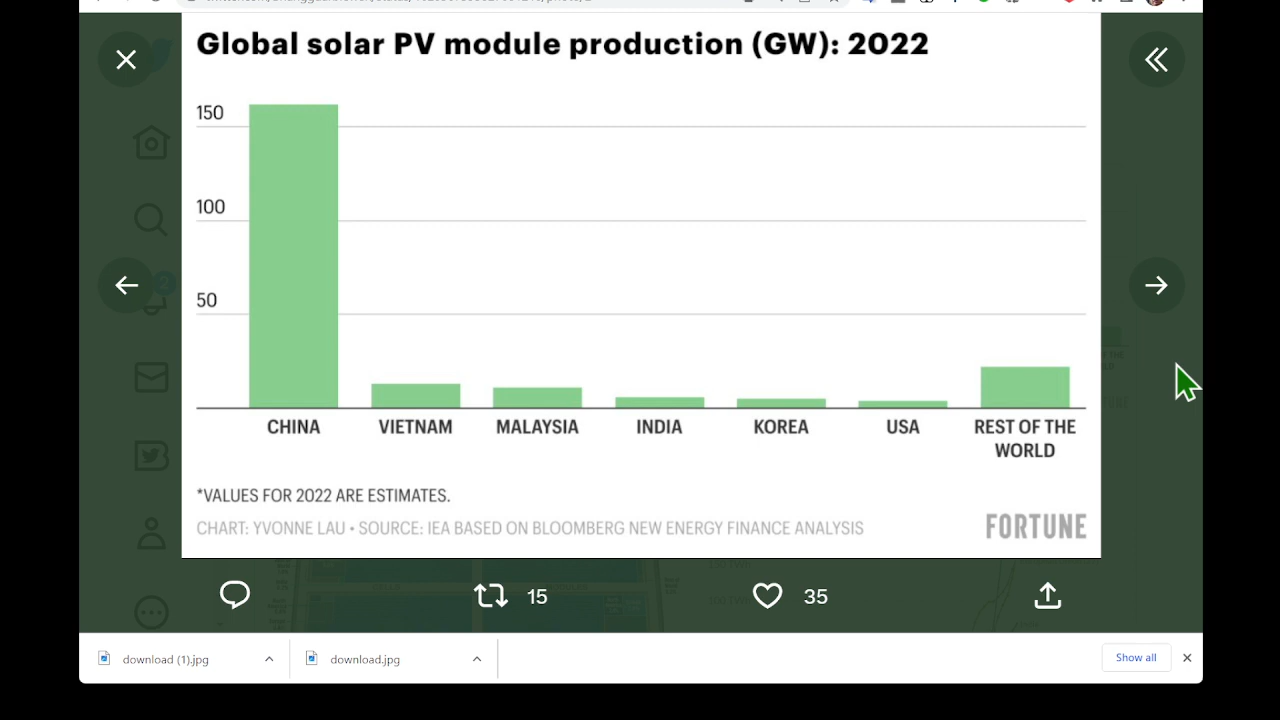 Global solar PV module production (GW): 2022
150
100
50
CHINA
VIETNAM
MALAYSIA
INDIA
KOREA
USA
REST OF THE
WORLD
*VALUES FOR 2022 ARE ESTIMATES.
CHART: YVONNE LAU • SOURCE: IEA BASED ON BLOOMBERG NEW ENERGY FINANCE ANALYSIS
FORTUNE
15
35
download (1).jpg
download.jpg
Show all